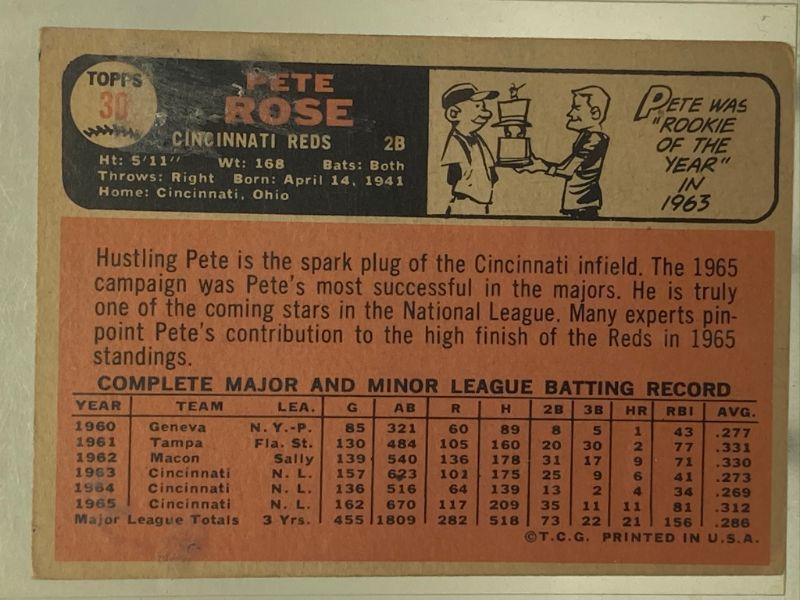 TOPPS
30
PETE
ROSE
CINCINNATI REDS 2B
Ht: 5'11" Wt: 168 Bats: Both
Throws: Right Born: April 14, 1941
Home: Cincinnati, Ohio
PETE WAS
"ROOKIE
OF THE
YEAR"
IN
1963
Hustling Pete is the spark plug of the Cincinnati infield. The 1965
campaign was Pete's most successful in the majors. He is truly
one of the coming stars in the National League. Many experts pin-
point Pete's contribution to the high finish of the Reds in 1965
standings.
COMPLETE MAJOR AND MINOR LEAGUE BATTING RECORD
YEAR TEAM LEA. G AB R H 2B 3B HR RBI AVG.
1960 Geneva N.Y.-P. 85 321 60 89 8 5 1 43 .277
1961 Tampa Fla. St. 130 484 105 160 20 30 2 77 .331
1962 Macon Sally 139 540 136 178 31 17 9 71 .330
1963 Cincinnati N. L. 157 623 101 175 25 9 6 41 .273
1964 Cincinnati N. L. 136 516 64 139 13 2 4 34 .269
1965 Cincinnati N. L. 162 670 117 209 35 11 11 81 .312
Major League Totals 3 Yrs. 455 1809 282 518 73 22 21 156 .286
©T.C.G. PRINTED IN U.S.A.